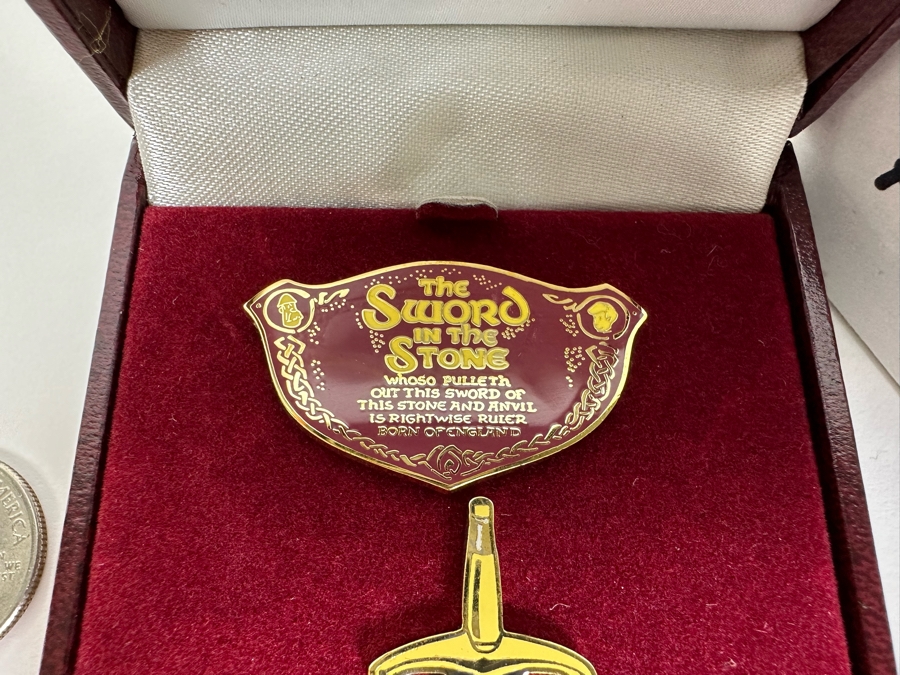 THE
SWORD
IN THE
STONE
WHOSO PULLETH
OUT THIS SWORD OF
THIS STONE AND ANVIL
IS RIGHTWISE RULER
BORN OF ENGLAND
WE